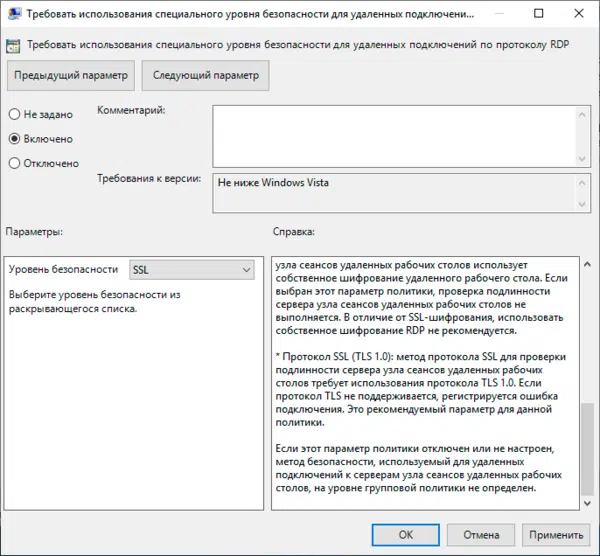 Требовать использования специального уровня безопасности для удаленных подключени...
Требовать использования специального уровня безопасности для удаленных подключений по протоколу RDP
Предыдущий параметр
Следующий параметр
Не задано
Включено
Отключено
Комментарий:
Требования к версии:
Не ниже Windows Vista
Параметры:
Справка:
Уровень безопасности
SSL
Выберите уровень безопасности из
раскрывающегося списка.
узла сеансов удаленных рабочих столов использует
собственное шифрование удаленного рабочего стола. Если
выбран этот параметр политики, проверка подлинности
сервера узла сеансов удаленных рабочих столов не
выполняется. В отличие от SSL-шифрования, использовать
собственное шифрование RDP не рекомендуется.
* Протокол SSL (TLS 1.0): метод протокола SSL для проверки
подлинности сервера узла сеансов удаленных рабочих
столов требует использования протокола TLS 1.0. Если
протокол TLS не поддерживается, регистрируется ошибка
подключения. Это рекомендуемый параметр для данной
политики.
Если этот параметр политики отключен или не настроен,
метод безопасности, используемый для удаленных
подключений к серверам узла сеансов удаленных рабочих
столов, на уровне групповой политики не определен.
ОК
Отмена
Применить